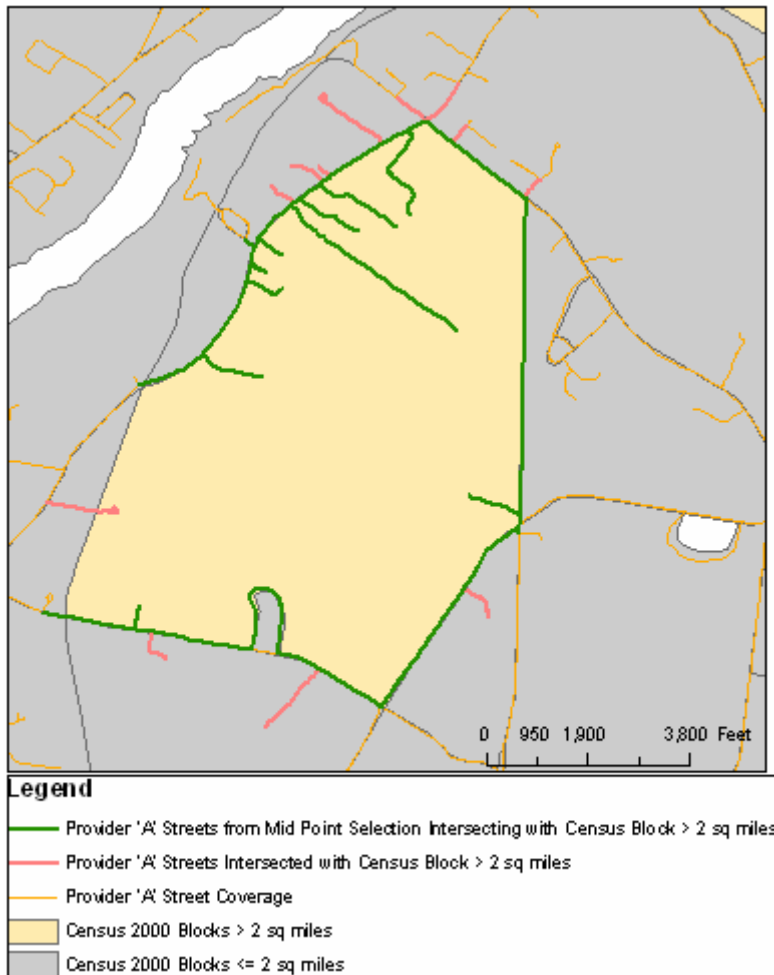 0 950 1,900 3,800 Feet
Legend
Provider 'A' Streets from Mid Point Selection Intersecting with Census Block > 2 sq miles
Provider 'A' Streets Intersected with Census Block > 2 sq miles
Provider 'A' Street Coverage
Census 2000 Blocks > 2 sq miles
Census 2000 Blocks <= 2 sq miles